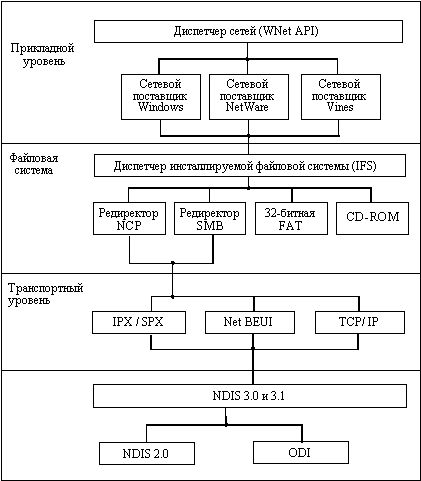 Диспетчер сетей (WNet API)
Прикладной
уровень
Сетевой
поставщик
Windows
Сетевой
поставщик
NetWare
Сетевой
поставщик
Vines
Файловая
система
Диспетчер инсталлируемой файловой системы (IFS)
Редиректор
NCP
Редиректор
SMB
32-битная
FAT
CD-ROM
Транспортный
уровень
IPX / SPX
Net BEUI
TCP/ IP
NDIS 3.0 и 3.1
NDIS 2.0
ODI